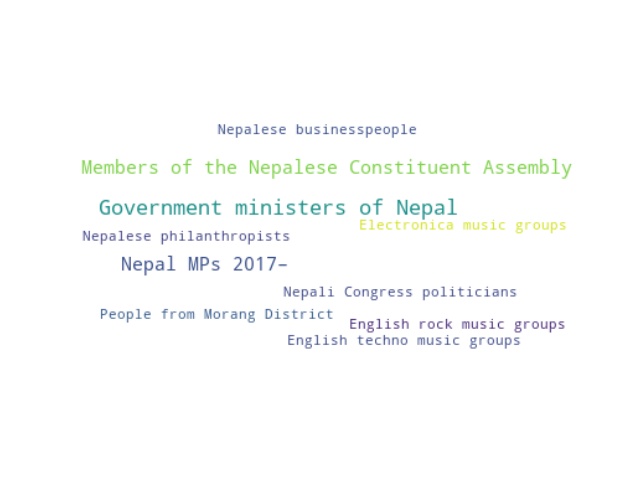 Nepalese businesspeople
Members of the Nepalese Constituent Assembly
Government ministers of Nepal
Electronica music groups
Nepalese philanthropists
Nepal MPs 2017–
Nepali Congress politicians
People from Morang District
English rock music groups
English techno music groups